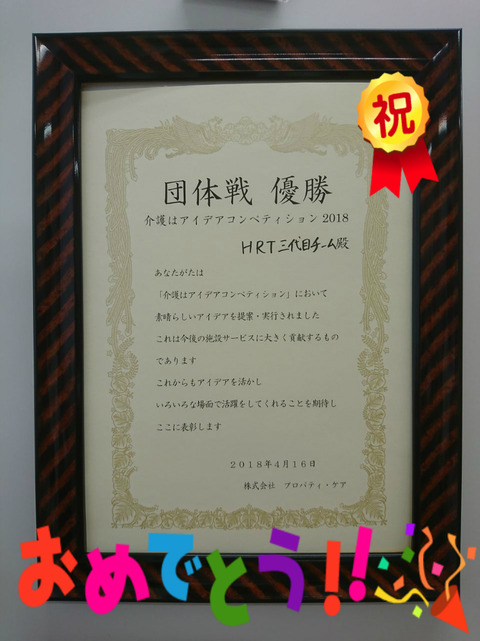 祝
団体戦 優勝
介護はアイデアコンペティション2018
HRT三代目チーム殿
あなたがたは
「介護はアイデアコンペティション」において
素晴らしいアイデアを提案・実行されました
これは今後の施設サービスに大きく貢献するもの
であります
これからもアイデアを活かし
いろいろな場面で活躍をしてくれることを期待し
ここに表彰します
2018年4月16日
株式会社 プロパティ・ケア
おめでとう!!